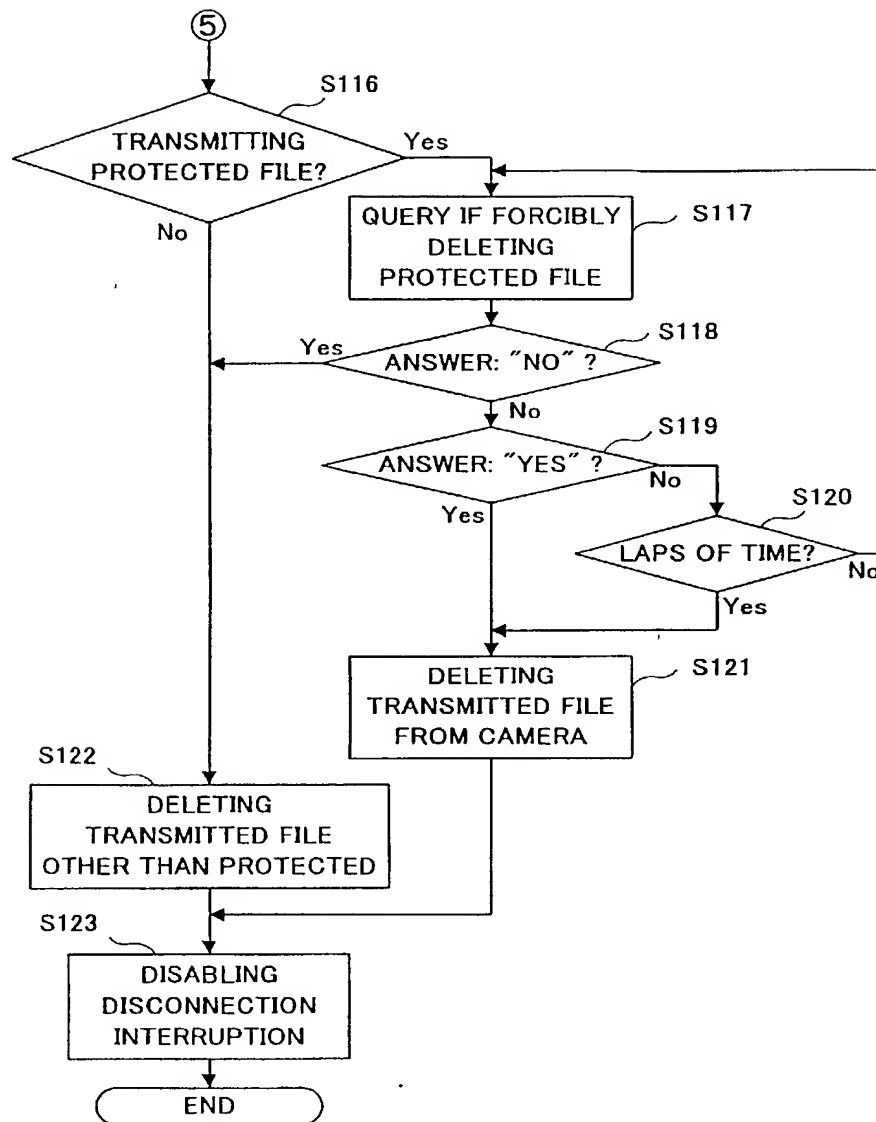 ⑤
S116
TRANSMITTING
PROTECTED FILE?
Yes
No
QUERY IF FORCIBLY
DELETING
PROTECTED FILE
S117
S118
ANSWER: "NO" ?
Yes
No
S119
ANSWER: "YES" ?
No
Yes
S120
LAPS OF TIME?
No
Yes
DELETING
TRANSMITTED FILE
FROM CAMERA
S121
S122
DELETING
TRANSMITTED FILE
OTHER THAN PROTECTED
S123
DISABLING
DISCONNECTION
INTERRUPTION
END